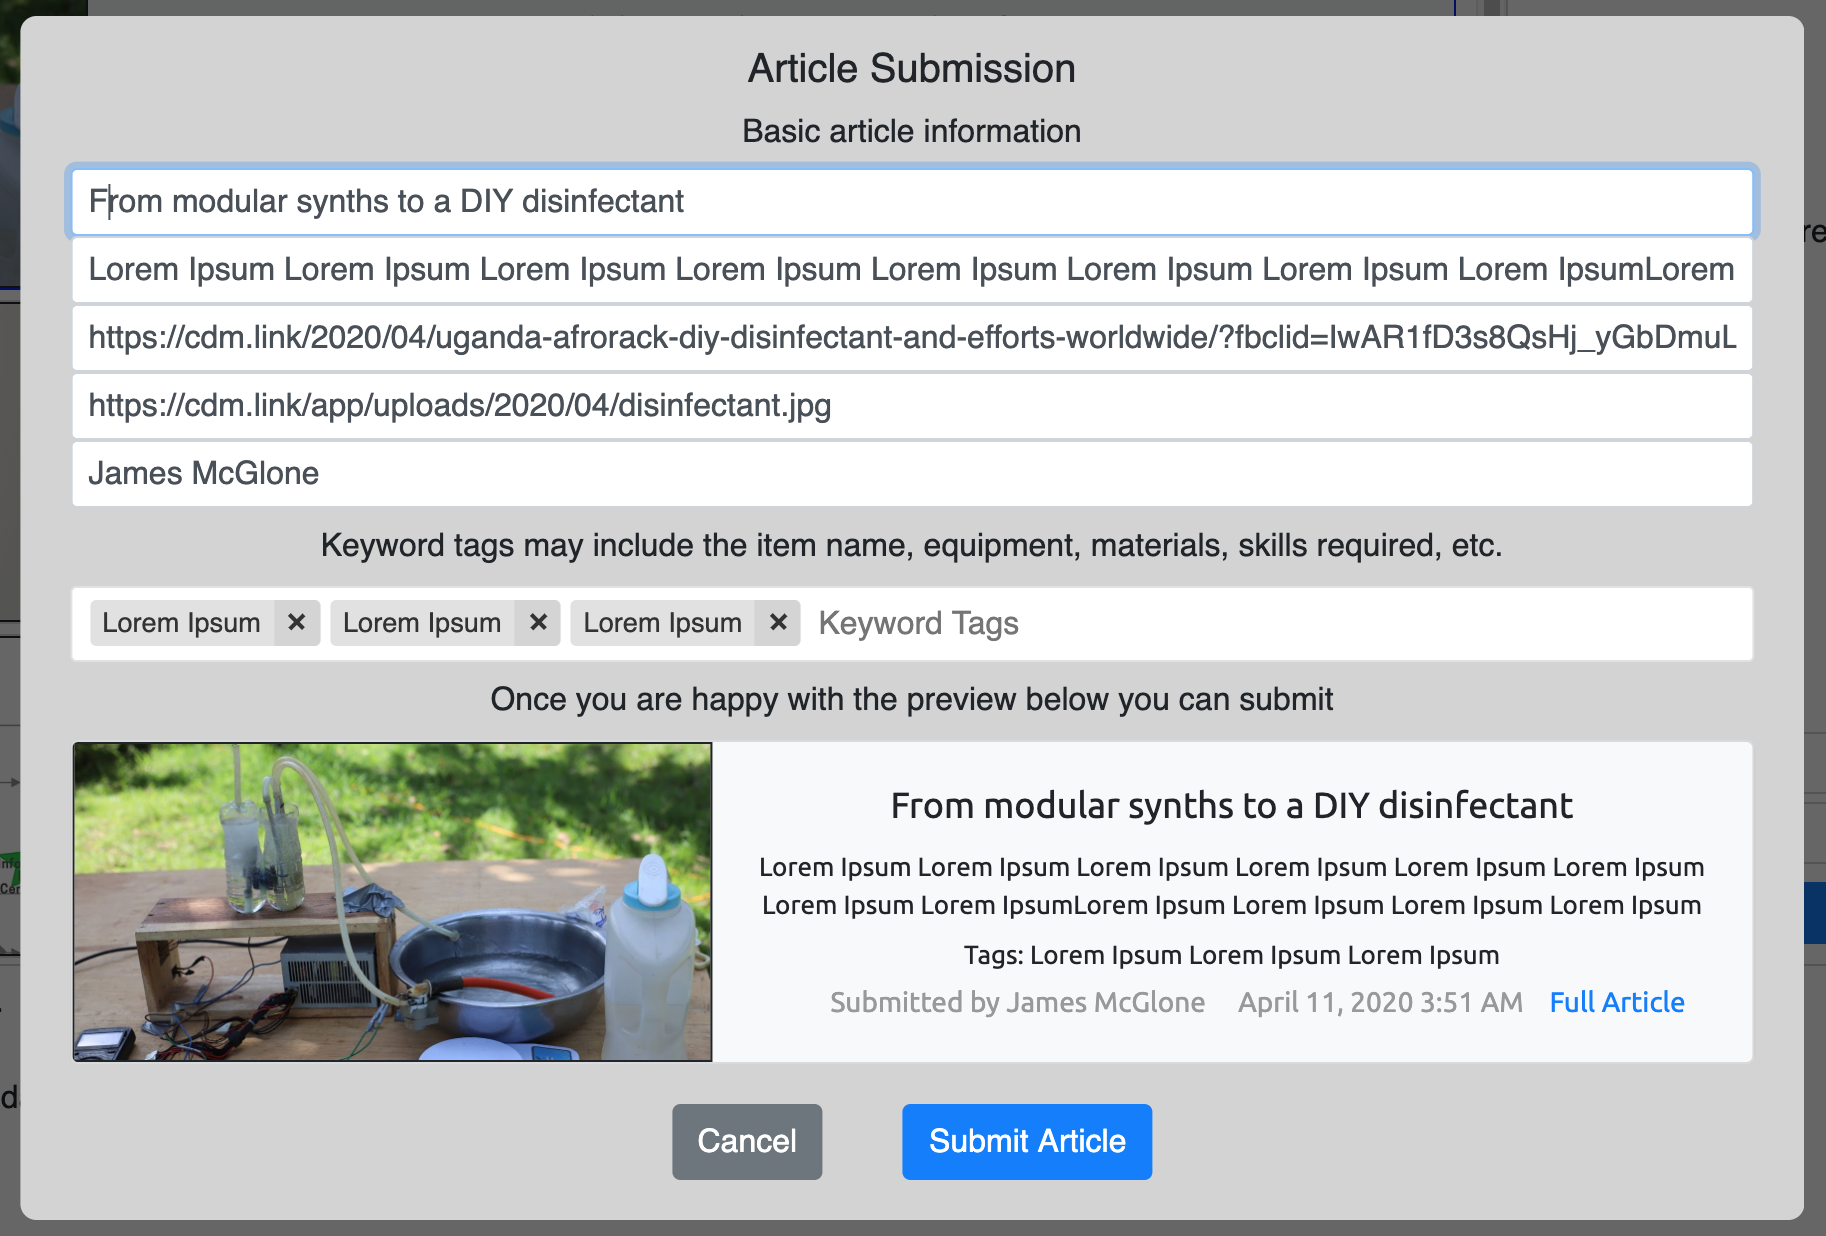 Article Submission
Basic article information
From modular synths to a DIY disinfectant
Lorem Ipsum Lorem Ipsum Lorem Ipsum Lorem Ipsum Lorem Ipsum Lorem Ipsum Lorem Ipsum Lorem IpsumLorem
https://cdm.link/2020/04/uganda-afrorack-diy-disinfectant-and-efforts-worldwide/?fbclid=IwAR1fD3s8QsHj_yGbDmuL
https://cdm.link/app/uploads/2020/04/disinfectant.jpg
James McGlone
Keyword tags may include the item name, equipment, materials, skills required, etc.
Lorem Ipsum × Lorem Ipsum × Lorem Ipsum × Keyword Tags
Once you are happy with the preview below you can submit
From modular synths to a DIY disinfectant
Lorem Ipsum Lorem Ipsum Lorem Ipsum Lorem Ipsum Lorem Ipsum Lorem Ipsum
Lorem Ipsum Lorem IpsumLorem Ipsum Lorem Ipsum Lorem Ipsum Lorem Ipsum
Tags: Lorem Ipsum Lorem Ipsum Lorem Ipsum
Submitted by James McGlone April 11, 2020 3:51 AM Full Article
Cancel Submit Article